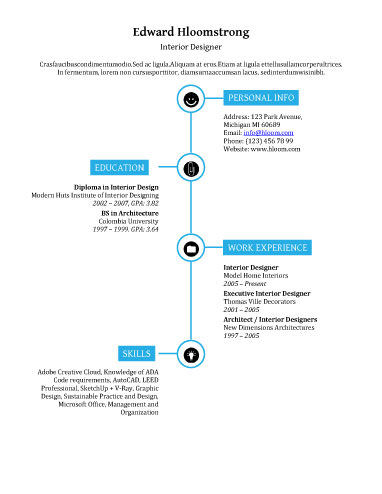 Edward Hloomstrong
Interior Designer
Crasfaucibuscondimentumodio.Sed ac ligula.Aliquam at eros.Etiam at ligula etellusullamcorperultrices.
In fermentum, lorem non cursusporttitor, diamsurnaaccumsan lacus, sedinterdumwisinibh.
PERSONAL INFO
Address: 123 Park Avenue,
Michigan MI 60689
Email: info@hloom.com
Phone: (123) 456 78 99
Website: www.hloom.com
EDUCATION
Diploma in Interior Design
Modern Huts Institute of Interior Designing
2002 – 2007, GPA: 3.82
BS in Architecture
Colombia University
1997 – 1999. GPA: 3.64
WORK EXPERIENCE
Interior Designer
Model Home Interiors
2005 – Present
Executive Interior Designer
Thomas Ville Decorators
2001 – 2005
Architect / Interior Designers
New Dimensions Architectures
1997 – 2005
SKILLS
Adobe Creative Cloud, Knowledge of ADA
Code requirements, AutoCAD, LEED
Professional, SketchUp + V-Ray, Graphic
Design, Sustainable Practice and Design,
Microsoft Office, Management and
Organization